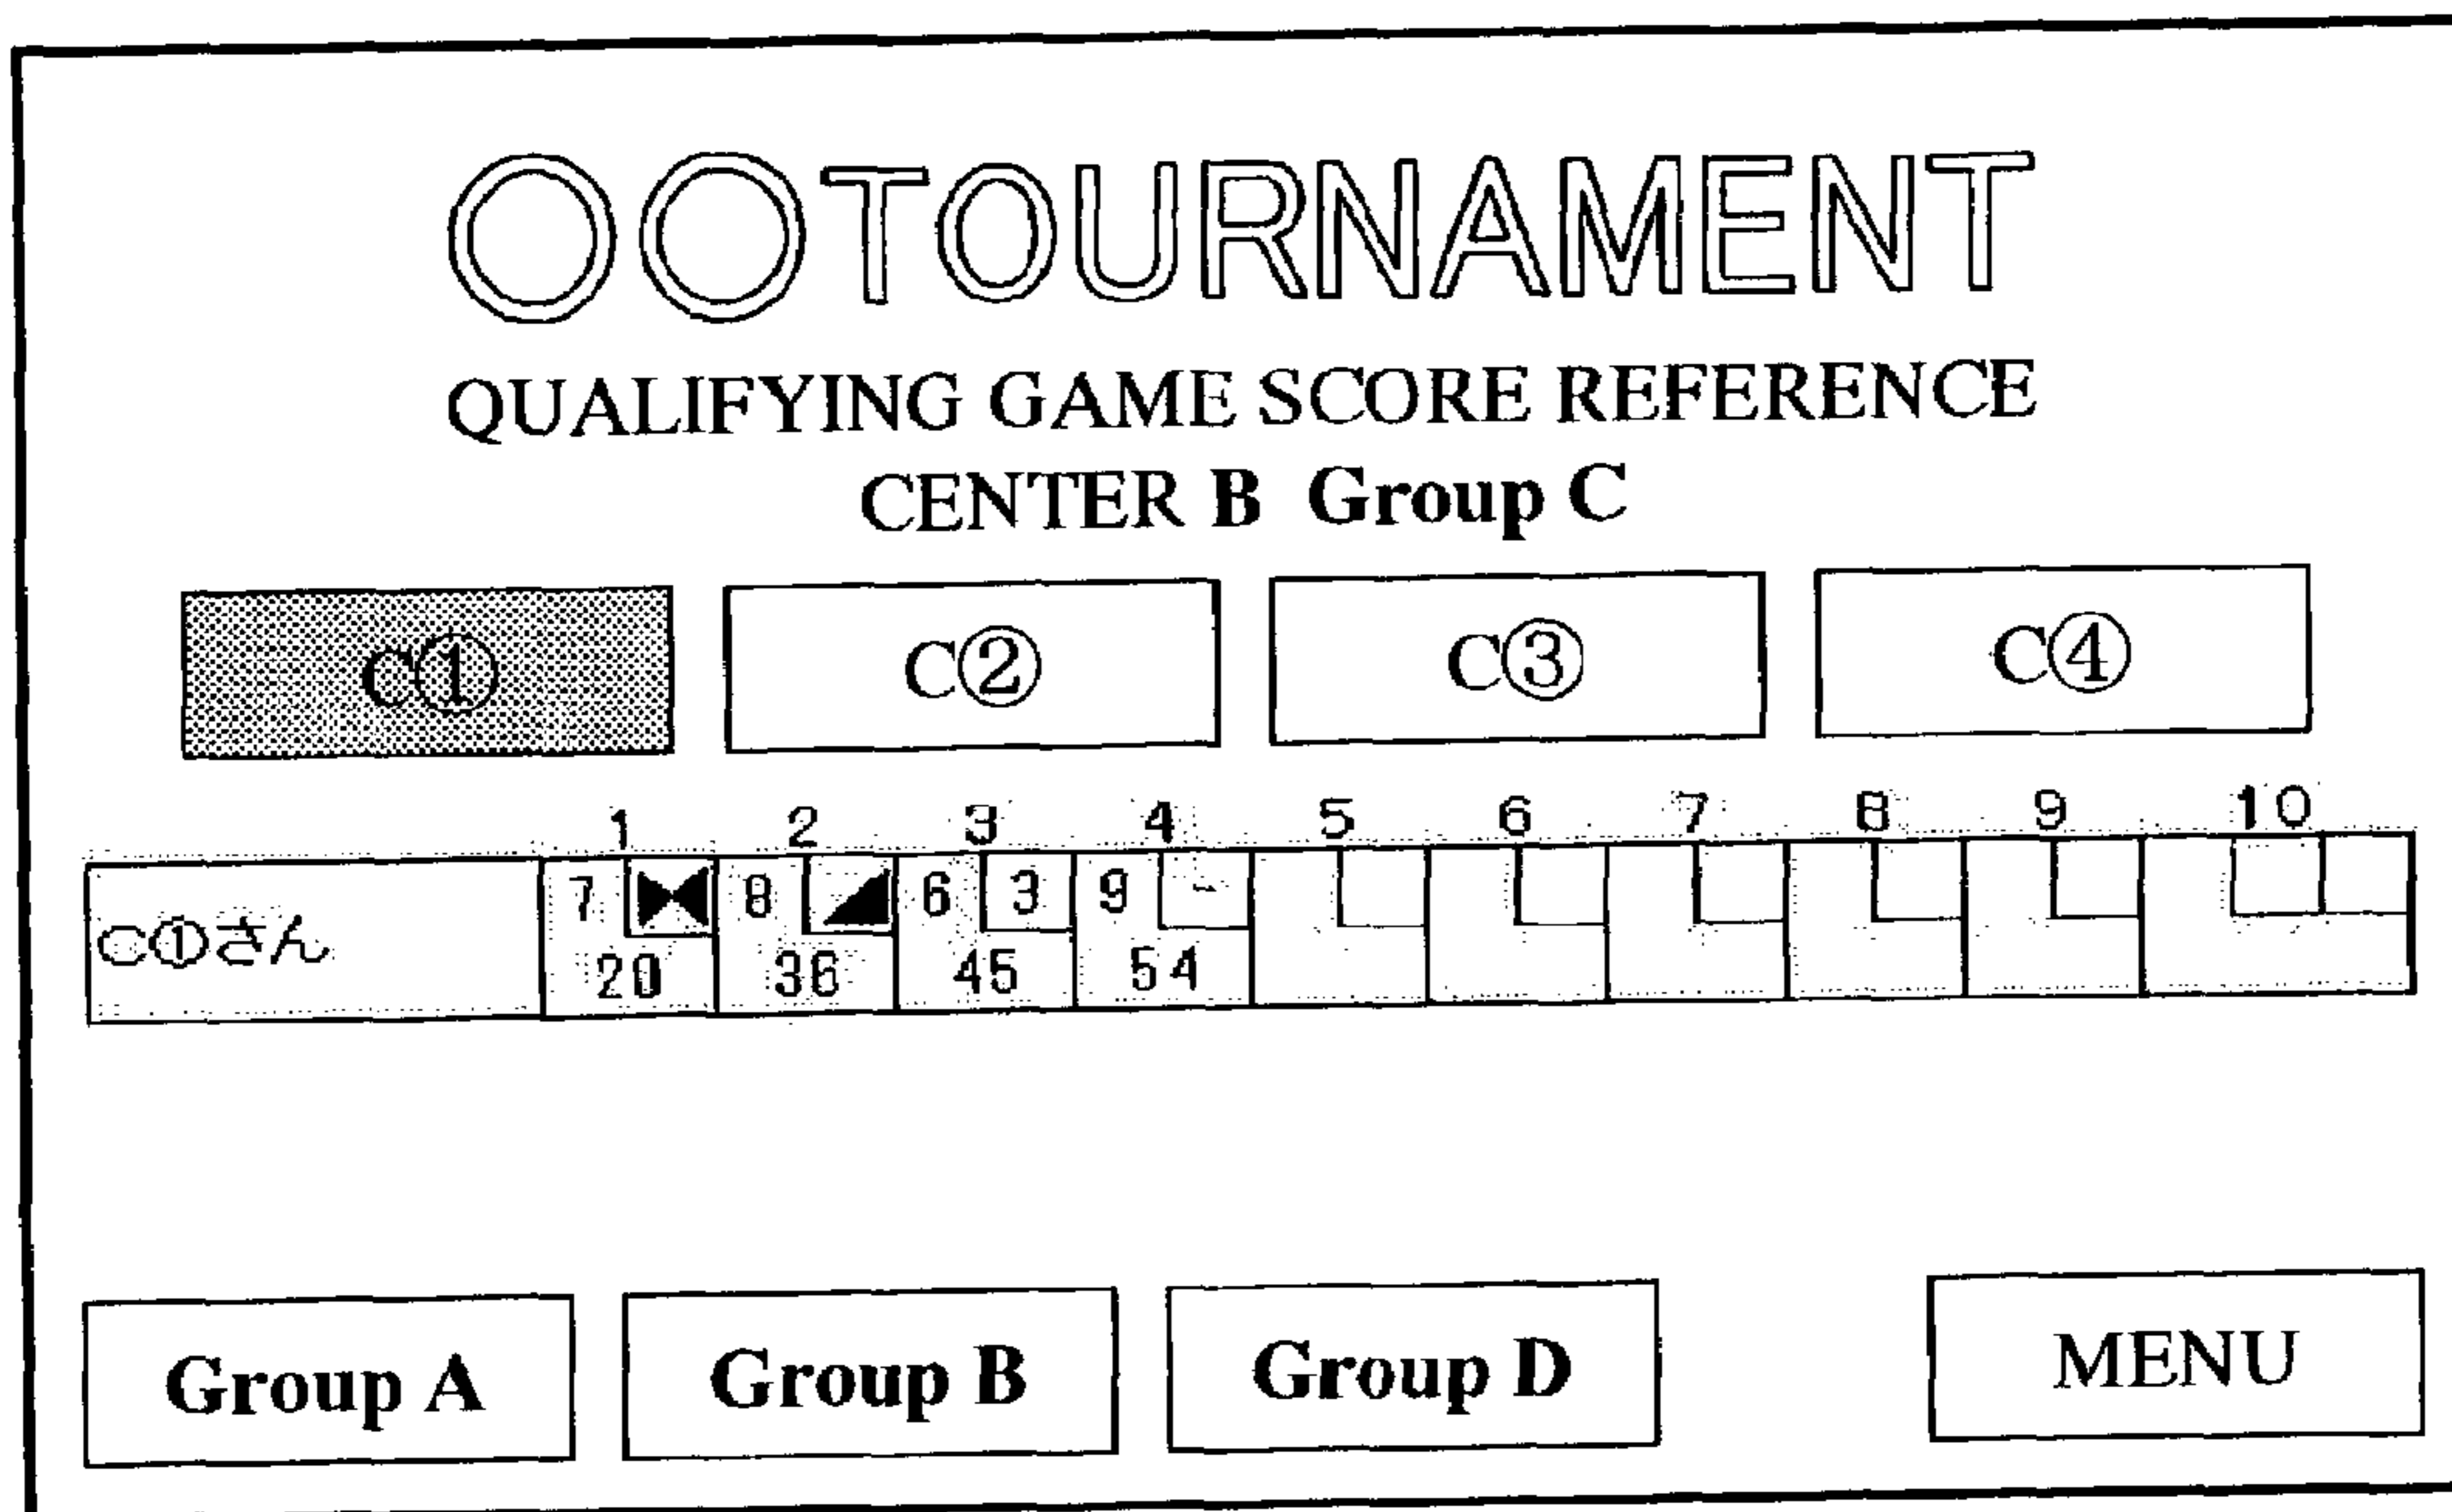 ○○TOURNAMENT
QUALIFYING GAME SCORE REFERENCE
CENTER B Group C
C① C② C③ C④
1 2 3 4 5 6 7 8 9 10
C①さん 7 8 6 3 9 -
20 36 45 54
Group A Group B Group D MENU